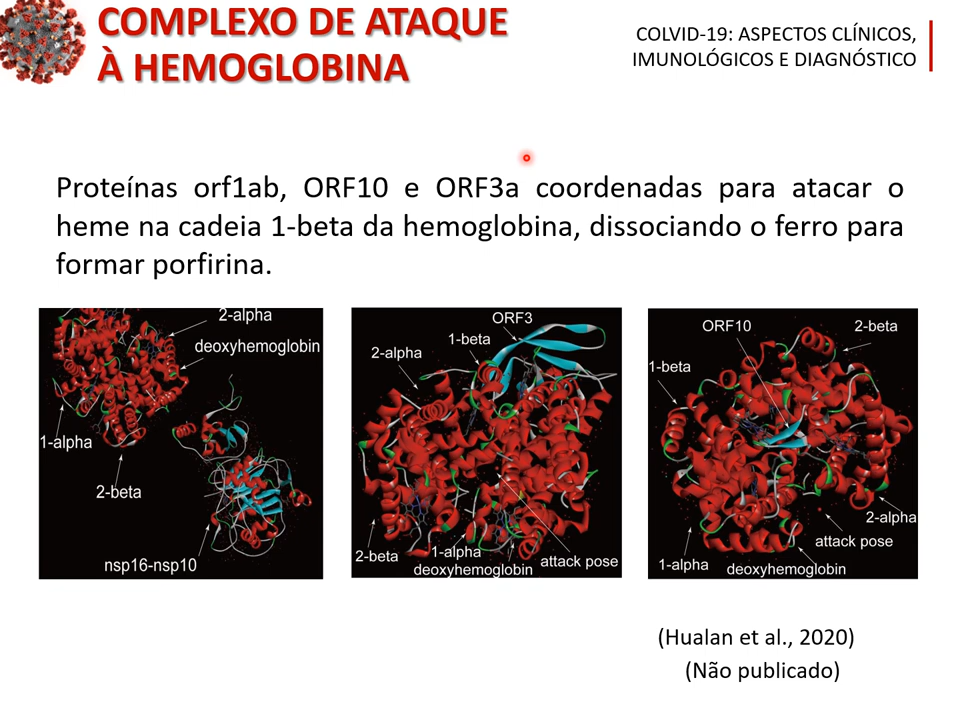 COMPLEXO DE ATAQUE
À HEMOGLOBINA
COLVID-19: ASPECTOS CLÍNICOS,
IMUNOLÓGICOS E DIAGNÓSTICO
Proteínas orf1ab, ORF10 e ORF3a coordenadas para atacar o
heme na cadeia 1-beta da hemoglobina, dissociando o ferro para
formar porfirina.
2-alpha
deoxyhemoglobin
1-alpha
2-beta
nsp16-nsp10
ORF3
1-beta
2-alpha
2-beta
1-alpha
deoxyhemoglobin
attack pose
ORF10
2-beta
1-beta
2-alpha
attack pose
1-alpha
deoxyhemoglobin
(Hualan et al., 2020)
(Não publicado)